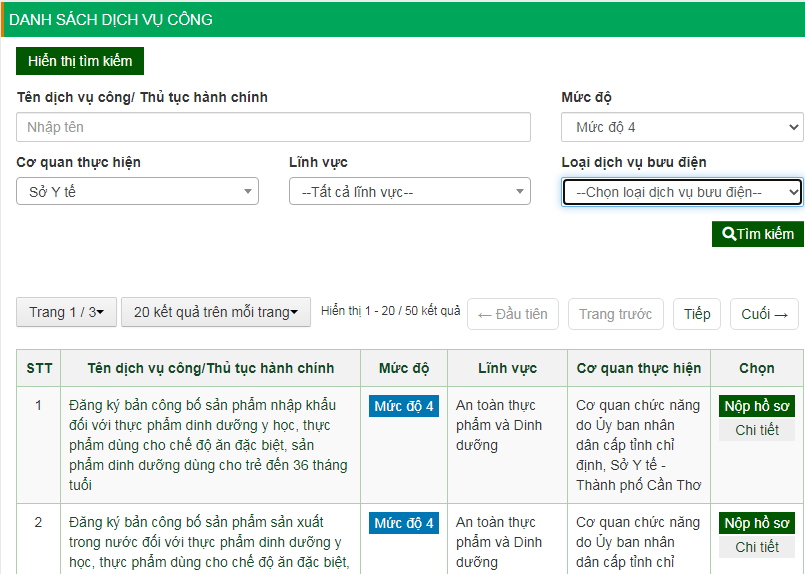 DANH SÁCH DỊCH VỤ CÔNG
Hiển thị tìm kiếm
Tên dịch vụ công/ Thủ tục hành chính
Mức độ
Nhập tên
Mức độ 4
Cơ quan thực hiện
Lĩnh vực
Loại dịch vụ bưu điện
Sở Y tế
--Tất cả lĩnh vực--
--Chọn loại dịch vụ bưu điện--
Tìm kiếm
Trang 1 / 3
20 kết quả trên mỗi trang
Hiển thị 1 - 20 / 50 kết quả
← Đầu tiên
Trang trước
Tiếp
Cuối →
STT
Tên dịch vụ công/Thủ tục hành chính
Mức độ
Lĩnh vực
Cơ quan thực hiện
Chọn
1
Đăng ký bản công bố sản phẩm nhập khẩu
đối với thực phẩm dinh dưỡng y học, thực
phẩm dùng cho chế độ ăn đặc biệt, sản
phẩm dinh dưỡng dùng cho trẻ đến 36 tháng
tuổi
Mức độ 4
An toàn thực
phẩm và Dinh
dưỡng
Cơ quan chức năng
do Ủy ban nhân
dân cấp tỉnh chỉ
định, Sở Y tế -
Thành phố Cần Thơ
Nộp hồ sơ
Chi tiết
2
Đăng ký bản công bố sản phẩm sản xuất
trong nước đối với thực phẩm dinh dưỡng y
học, thực phẩm dùng cho chế độ ăn đặc biệt,
Mức độ 4
An toàn thực
phẩm và Dinh
dưỡng
Cơ quan chức năng
do Ủy ban nhân
dân cấp tỉnh chỉ
Nộp hồ sơ
Chi tiết